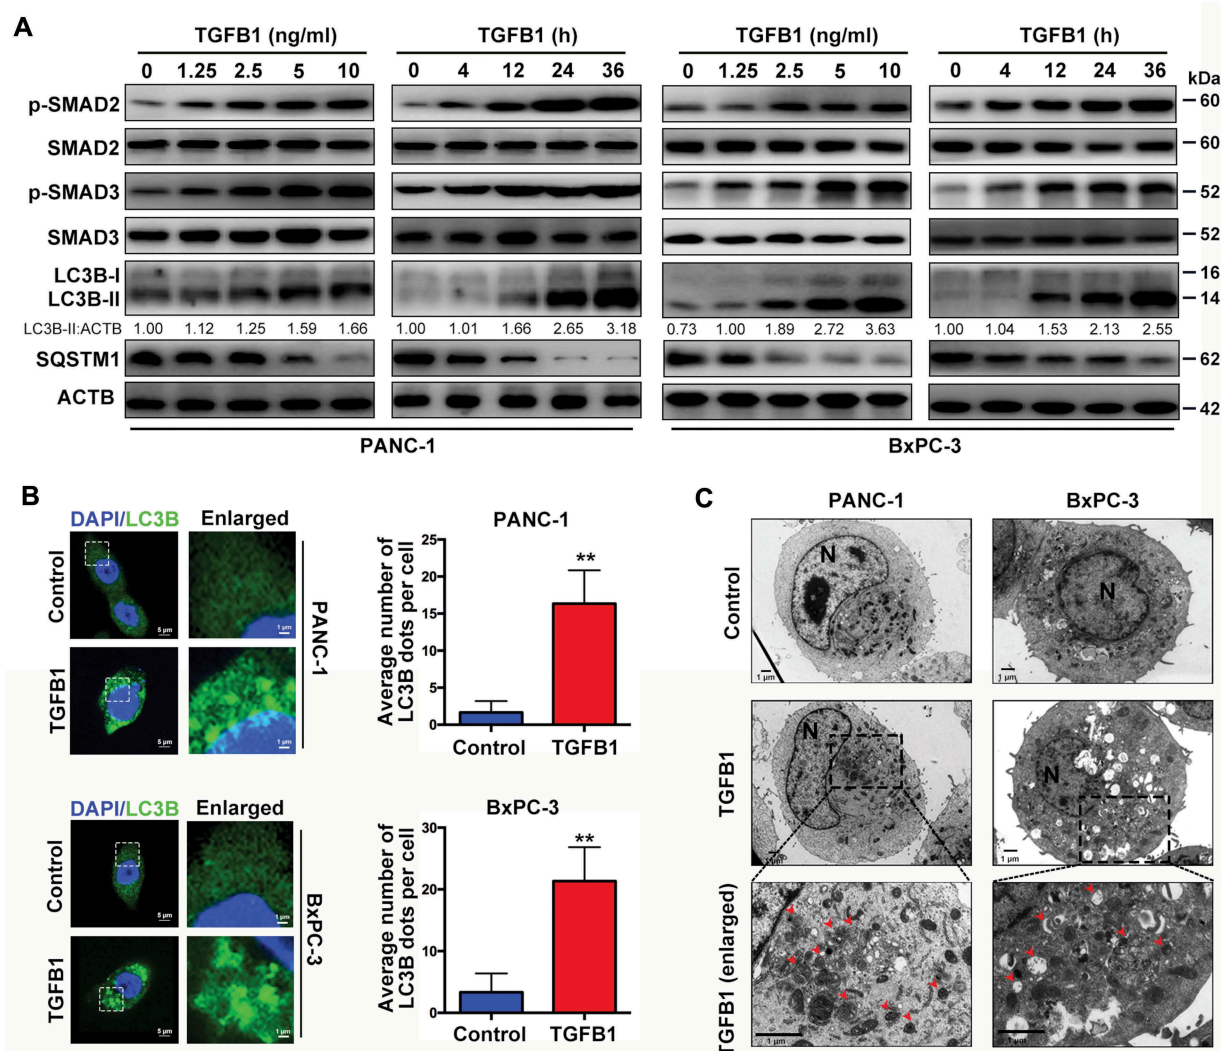 A
TGFB1 (ng/ml) TGFB1 (h) TGFB1 (ng/ml) TGFB1 (h)
0 1.25 2.5 5 10 0 4 12 24 36 0 1.25 2.5 5 10 0 4 12 24 36 kDa
p-SMAD2 60
SMAD2 60
p-SMAD3 52
SMAD3 52
LC3B-I 16
LC3B-II 14
LC3B-II:ACTB 1.00 1.12 1.25 1.59 1.66 1.00 1.01 1.66 2.65 3.18 0.73 1.00 1.89 2.72 3.63 1.00 1.04 1.53 2.13 2.55
SQSTM1 62
ACTB 42
PANC-1 BxPC-3
B
DAPI/LC3B Enlarged
Control
5 μm
1 μm
TGFB1
5 μm
1 μm
PANC-1
PANC-1
Average number of
LC3B dots per cell
25
20
15
10
5
0
**
Control TGFB1
DAPI/LC3B Enlarged
Control
5 μm
1 μm
TGFB1
5 μm
1 μm
BxPC-3
BxPC-3
Average number of
LC3B dots per cell
30
20
10
0
**
Control TGFB1
C
PANC-1 BxPC-3
Control
N
1 μm
N
1 μm
TGFB1
N
1 μm
N
1 μm
TGFB1 (enlarged)
1 μm
1 μm